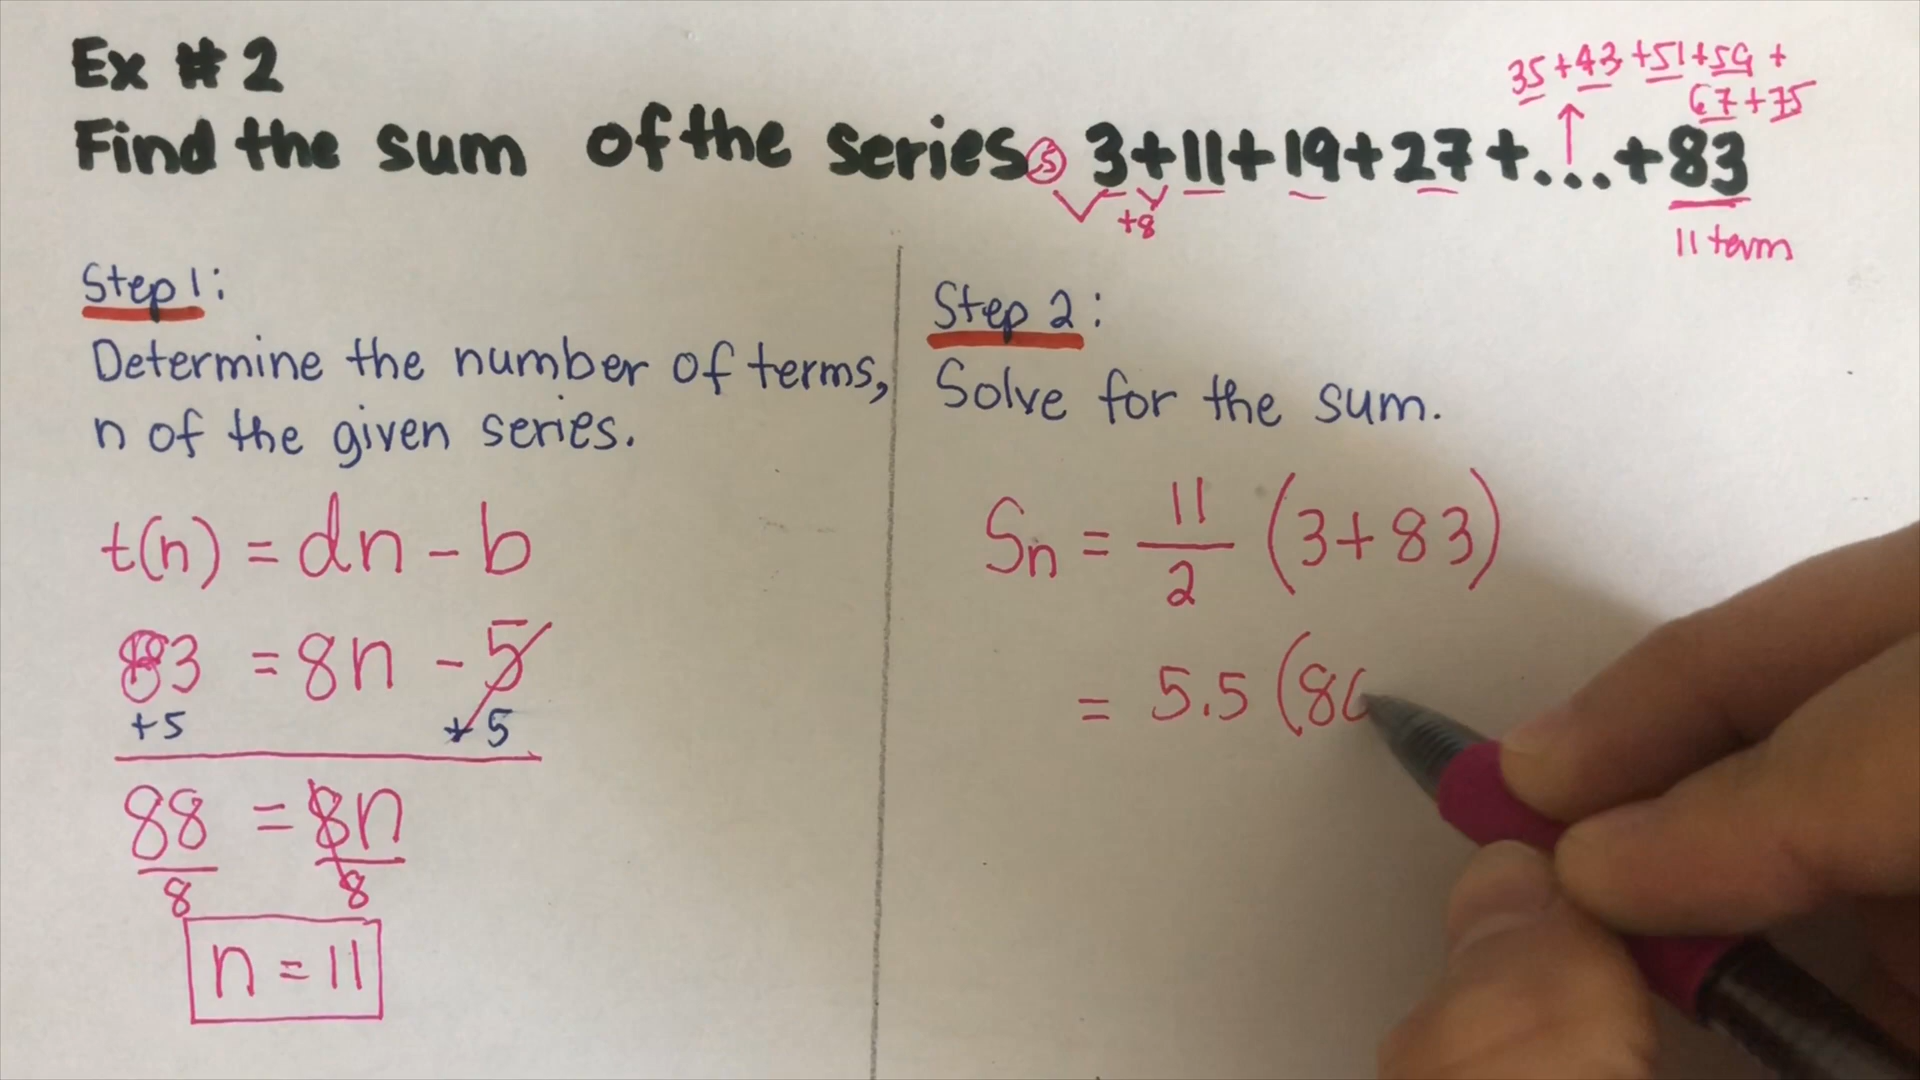 Ex # 2
35 + 43 + 51 + 59 +
67 + 75
Find the sum of the series 5 3 + 11 + 19 + 27 + ... + 83
+8
11 term
Step 1:
Determine the number of terms,
n of the given series.
t(n) = dn - b
83 = 8n - 5
+5 +5
88 = 8n
8 8
n = 11
Step 2:
Solve for the sum.
Sn = 11/2 (3 + 83)
= 5.5 (8